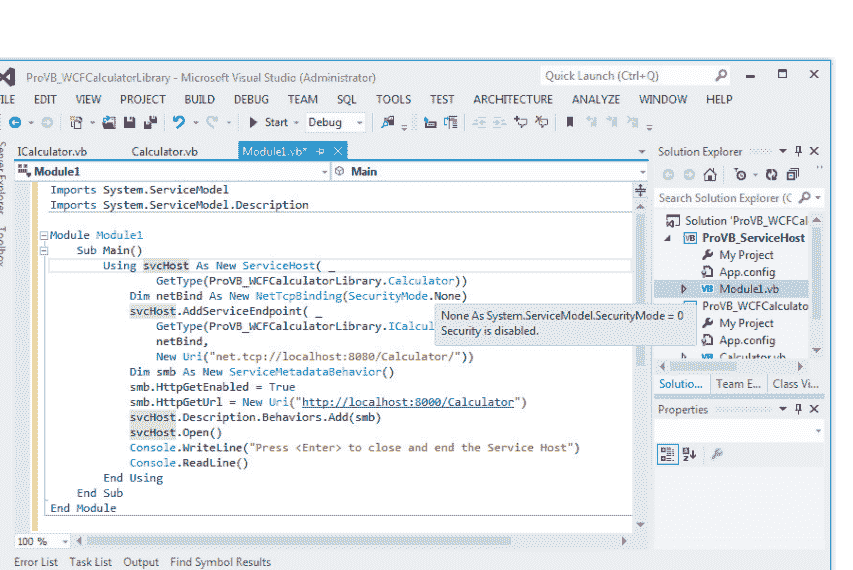 ProVB_WCFCalculatorLibrary - Microsoft Visual Studio (Administrator)
Quick Launch (Ctrl+Q)
FILE EDIT VIEW PROJECT BUILD DEBUG TEAM SQL TOOLS TEST ARCHITECTURE ANALYZE WINDOW HELP
Start Debug
Server Explorer
Toolbox
ICalculator.vb Calculator.vb Module1.vb*
Module1 Main
Imports System.ServiceModel
Imports System.ServiceModel.Description
Module Module1
Sub Main()
Using svcHost As New ServiceHost( _
GetType(ProVB_WCFCalculatorLibrary.Calculator))
Dim netBind As New NetTcpBinding(SecurityMode.None)
svcHost.AddServiceEndpoint( _
GetType(ProVB_WCFCalculatorLibrary.ICalcul
netBind,
New Uri("net.tcp://localhost:8080/Calculator/"))
Dim smb As New ServiceMetadataBehavior()
smb.HttpGetEnabled = True
smb.HttpGetUrl = New Uri("http://localhost:8000/Calculator")
svcHost.Description.Behaviors.Add(smb)
svcHost.Open()
Console.WriteLine("Press <Enter> to close and end the Service Host")
Console.ReadLine()
End Using
End Sub
End Module
None As System.ServiceModel.SecurityMode = 0
Security is disabled.
100 %
Error List Task List Output Find Symbol Results
Solution Explorer
Search Solution Explorer (C
Solution 'ProVB_WCFCal
ProVB_ServiceHost
My Project
App.config
Module1.vb
ProVB_WCFCalculato
My Project
App.config
Calculator.vb
Solutio... Team E... Class Vi...
Properties